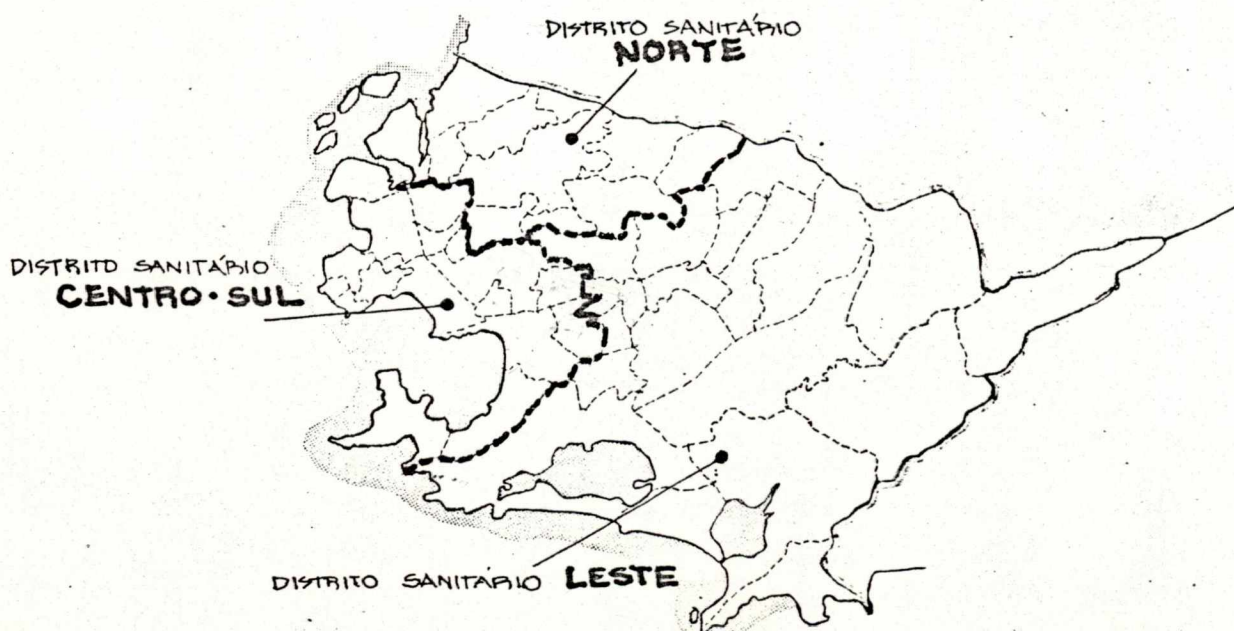 DISTRITO SANITÁRIO
NORTE
DISTRITO SANITÁRIO
CENTRO·SUL
DISTRITO SANITÁRIO LESTE